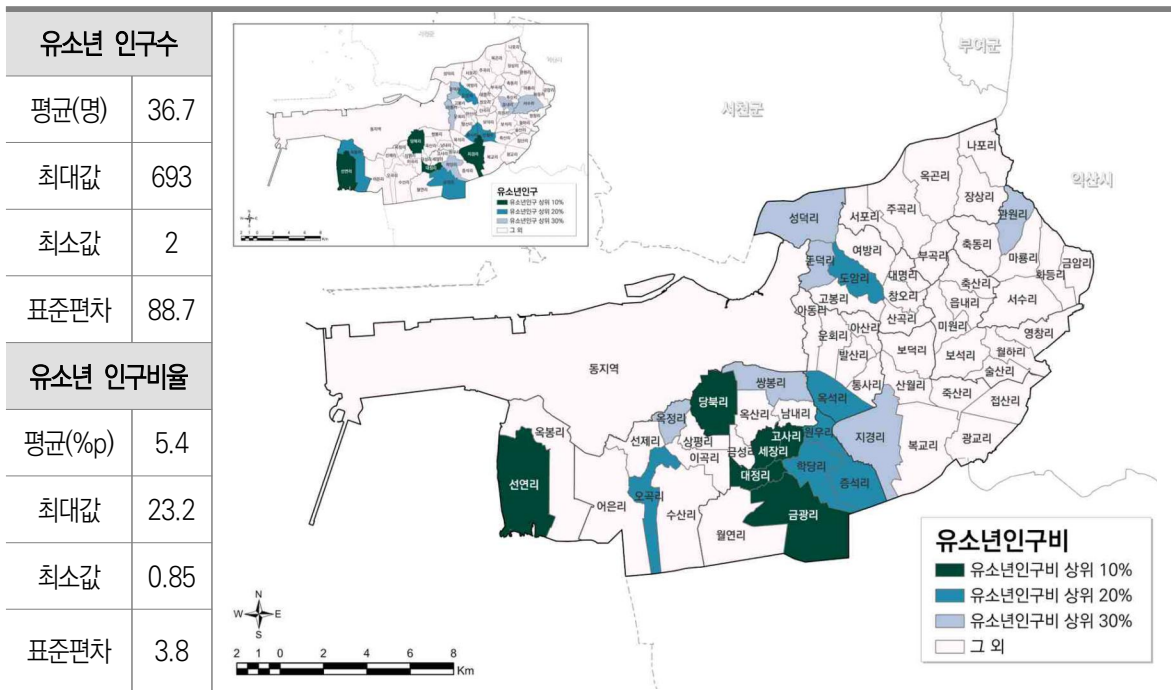 유소년 인구수
평균(명) 36.7
최대값 693
최소값 2
표준편차 88.7
유소년 인구비율
평균(%p) 5.4
최대값 23.2
최소값 0.85
표준편차 3.8
유소년인구
유소년인구 상위 10%
유소년인구 상위 20%
유소년인구 상위 30%
그 외
부여군
서천군
익산시
나포리
옥곤리
장상리
관원리
성덕리
서포리
주곡리
축동리
여방리
부곡리
마룡리
금암리
화등리
돈덕리
도암리
대명리
축산리
서수리
고봉리
창오리
읍내리
아동리
산곡리
미원리
영창리
문회리
아산리
보덕리
보석리
월하리
발산리
술산리
동지역
쌍봉리
통사리
산월리
죽산리
접산리
당북리
옥석리
옥산리
남내리
옥정리
지경리
옥봉리
선제리
상평리
고사리
원우리
복교리
광교리
이곡리
금성리
세장리
선연리
대정리
학당리
증석리
어은리
오곡리
수산리
금광리
월연리
유소년인구비
유소년인구비 상위 10%
유소년인구비 상위 20%
유소년인구비 상위 30%
그 외
N
W E
S
2 1 0 2 4 6 8
Km